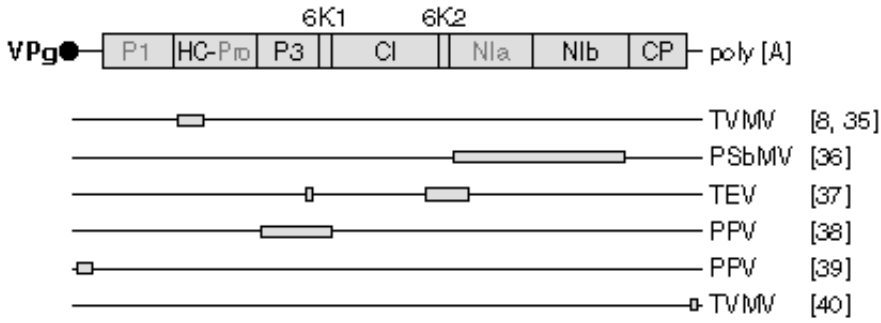 6K1 6K2
VPg P1 HC-Pro P3 CI NIa NIb CP poly [A]
TVMV [8, 35]
PSbMV [36]
TEV [37]
PPV [38]
PPV [39]
TVMV [40]